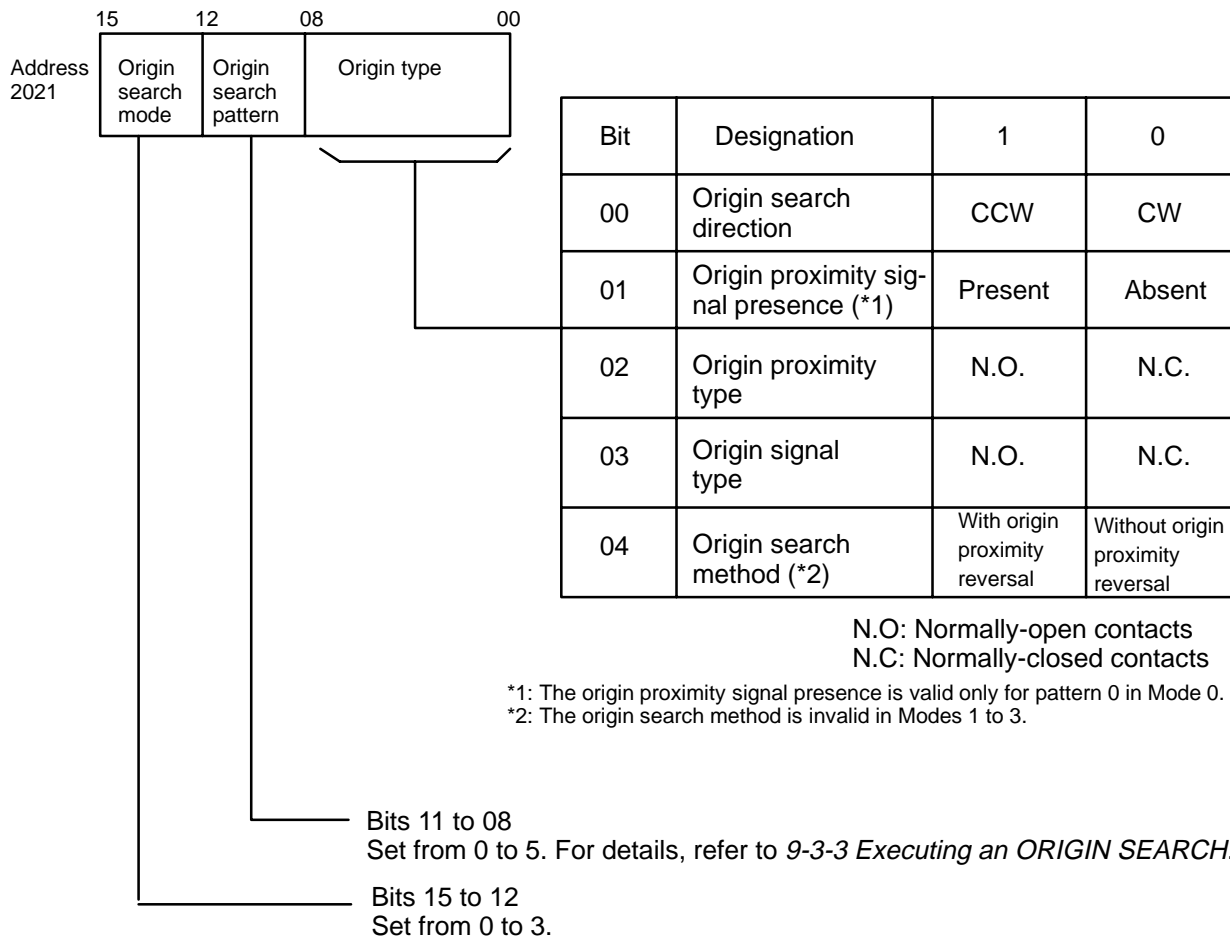 15 12 08 00
Address
2021
Origin
search
mode
Origin
search
pattern
Origin type
Bit Designation 1 0
00 Origin search
direction CCW CW
01 Origin proximity sig-
nal presence (*1) Present Absent
02 Origin proximity
type N.O. N.C.
03 Origin signal
type N.O. N.C.
04 Origin search
method (*2)
With origin
proximity
reversal
Without origin
proximity
reversal
N.O: Normally-open contacts
N.C: Normally-closed contacts
*1: The origin proximity signal presence is valid only for pattern 0 in Mode 0.
*2: The origin search method is invalid in Modes 1 to 3.
Bits 11 to 08
Set from 0 to 5. For details, refer to 9-3-3 Executing an ORIGIN SEARCH.
Bits 15 to 12
Set from 0 to 3.